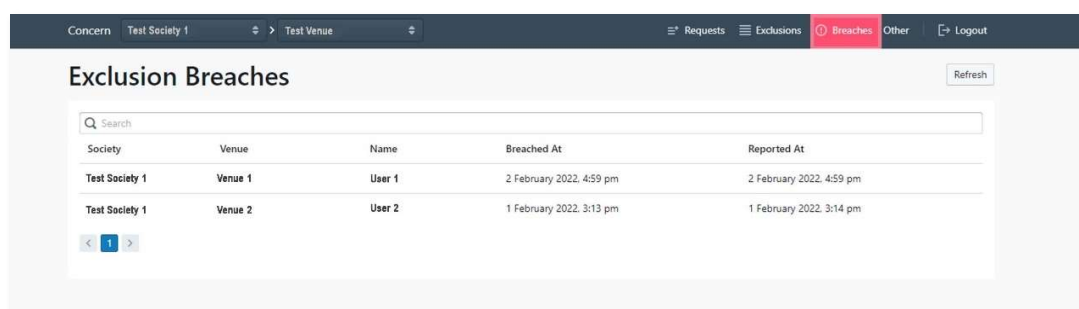 Concern Test Society 1 > Test Venue Requests Exclusions Breaches Other Logout
Exclusion Breaches Refresh
Search
Society Venue Name Breached At Reported At
Test Society 1 Venue 1 User 1 2 February 2022, 4:59 pm 2 February 2022, 4:59 pm
Test Society 1 Venue 2 User 2 1 February 2022, 3:13 pm 1 February 2022, 3:14 pm
< 1 >